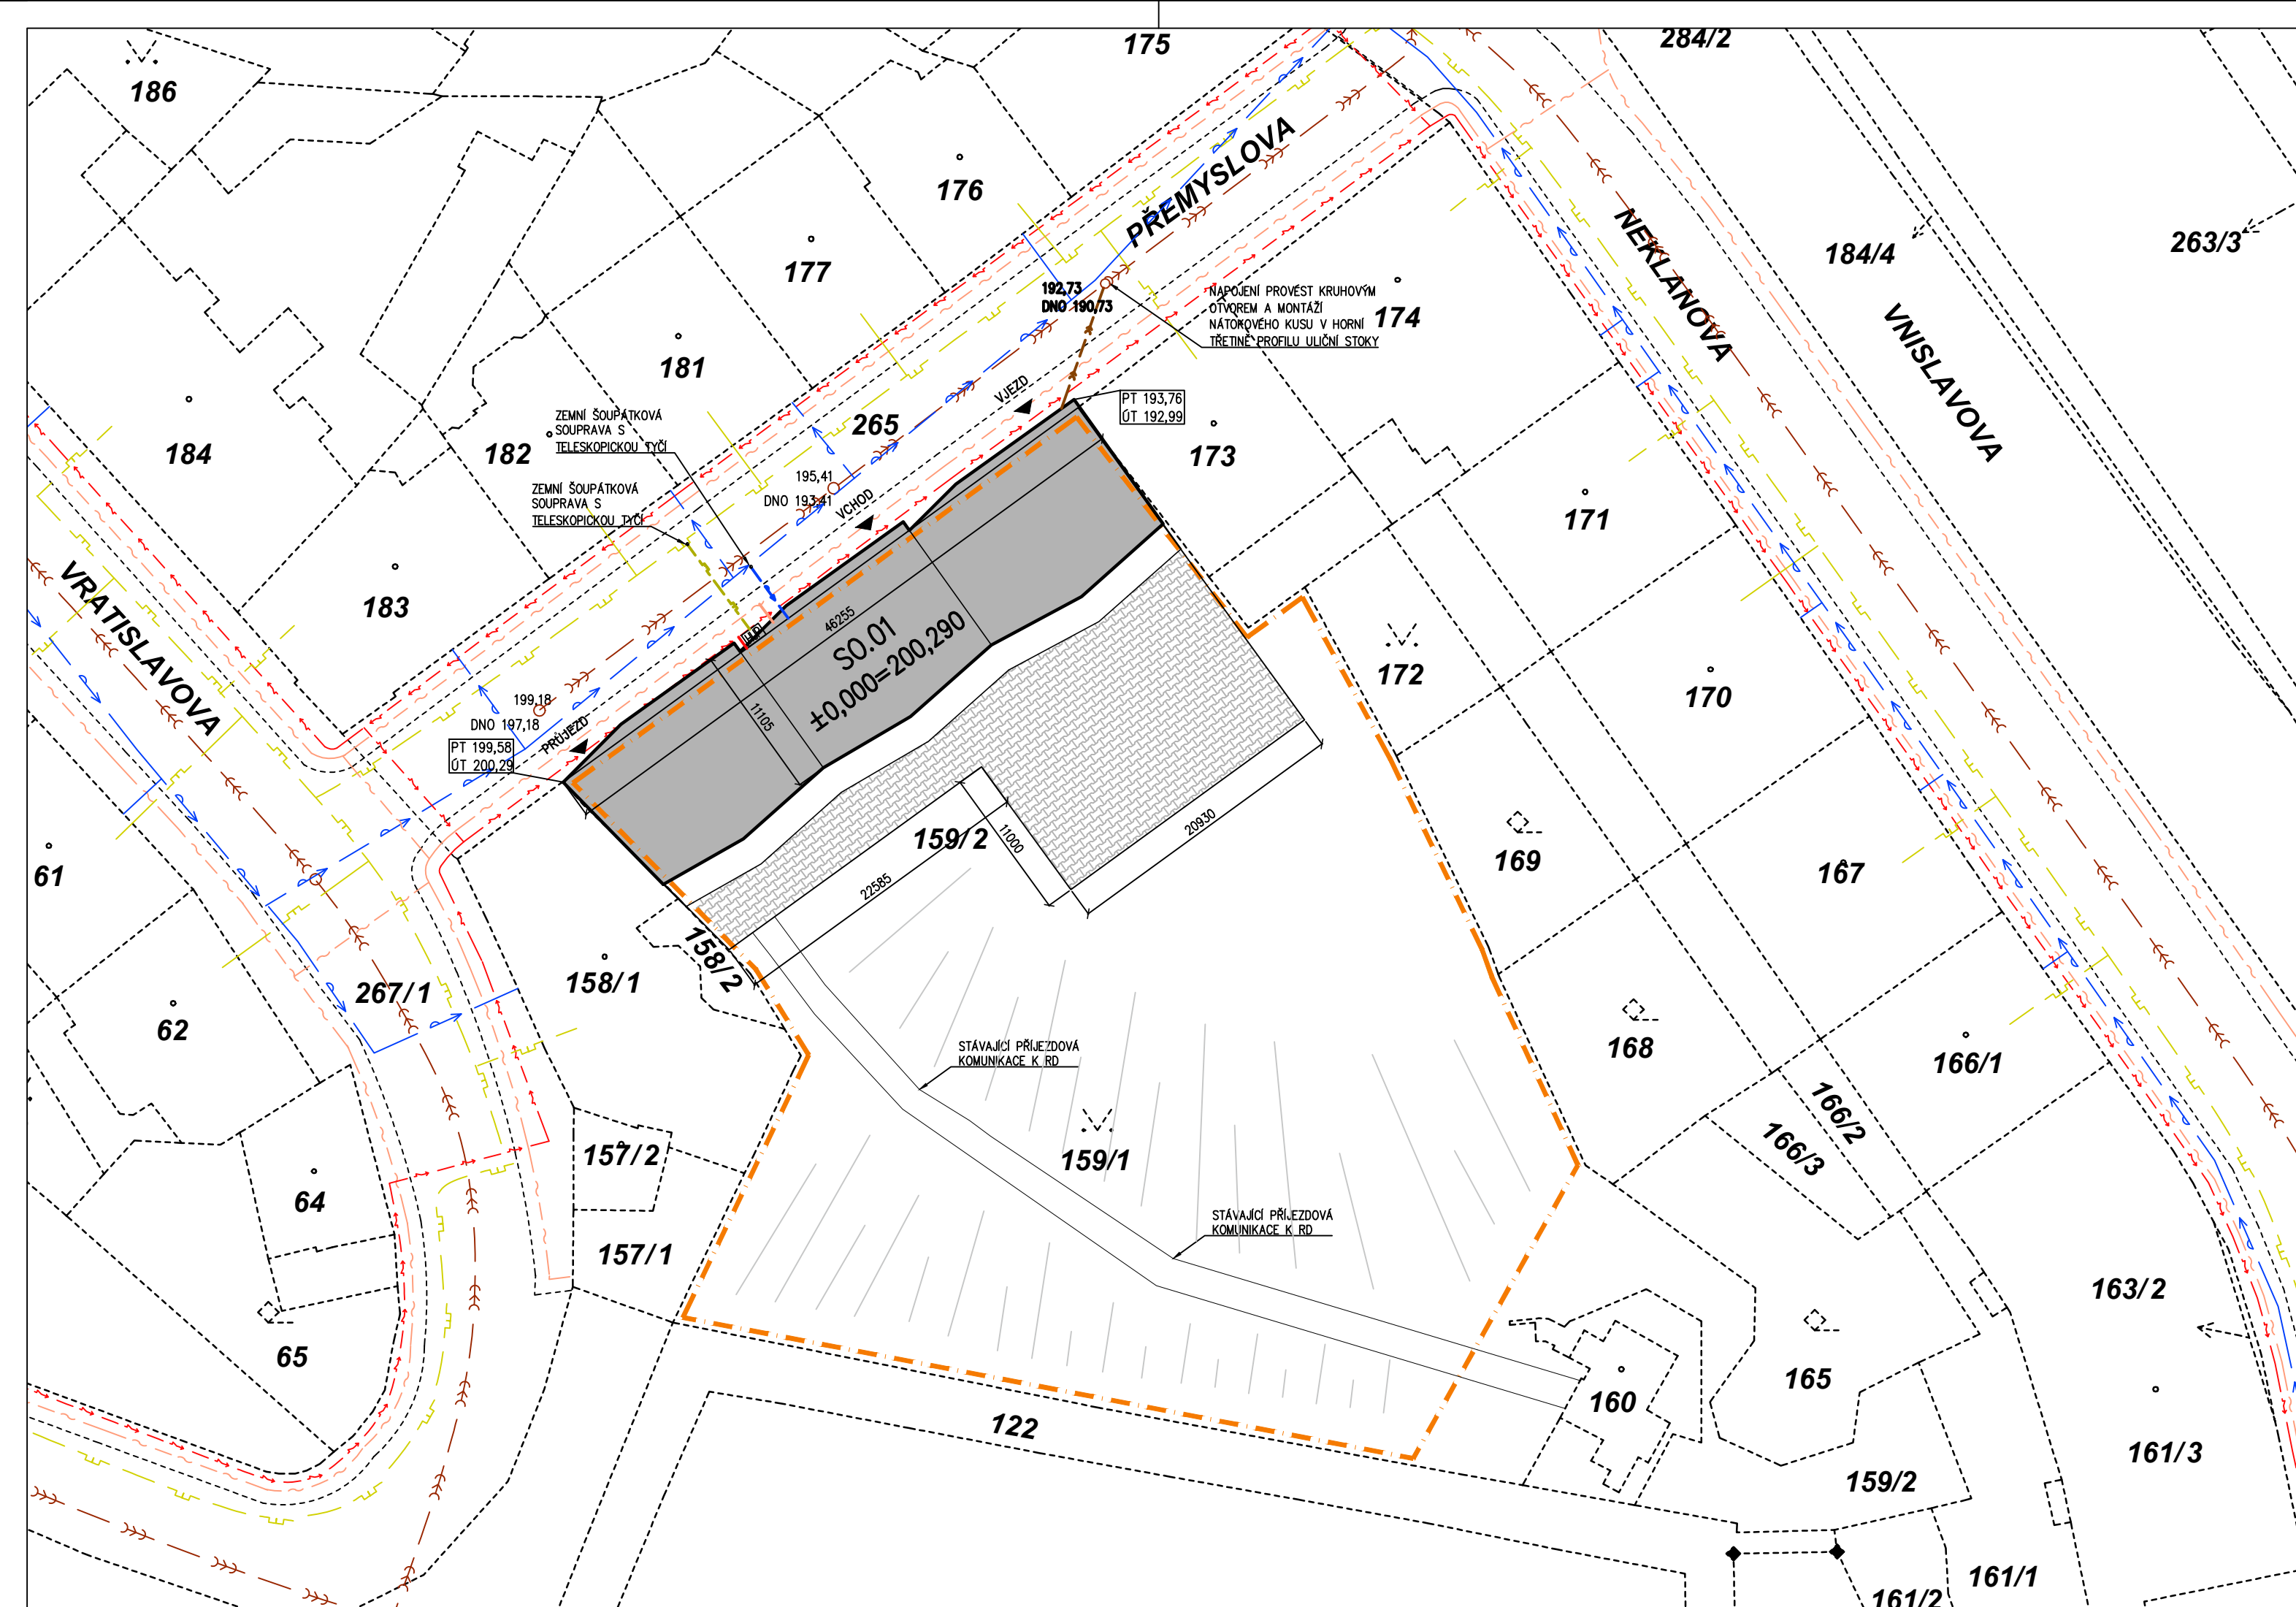 175
284/2
186
PŘEMYSLOVA
176
NEKLANOVA
184/4
263/3
177
192,73
DNO 190,73
NAPOJENÍ PROVÉST KRUHOVÝM
OTVOREM A MONTÁŽÍ
NÁTOKOVÉHO KUSU V HORNÍ
TŘETINĚ PROFILU ULIČNÍ STOKY
174
VNISLAVOVA
181
VJEZD
PT 193,76
ÚT 192,99
265
ZEMNÍ ŠOUPÁTKOVÁ
SOUPRAVA S
TELESKOPICKOU TYČÍ
184
182
173
195,41
DNO 193,41
VCHOD
ZEMNÍ ŠOUPÁTKOVÁ
SOUPRAVA S
TELESKOPICKOU TYČÍ
171
VRATISLAVOVA
183
46255
SO.01
±0,000=200,290
172
170
199,18
DNO 197,18
PRŮJEZD
11105
PT 199,58
ÚT 200,29
159/2
11000
20930
169
167
61
22585
158/2
158/1
267/1
62
STÁVAJÍCÍ PŘÍJEZDOVÁ
KOMUNIKACE K RD
168
166/1
166/2
166/3
157/2
159/1
64
STÁVAJÍCÍ PŘÍJEZDOVÁ
KOMUNIKACE K RD
157/1
163/2
65
165
160
122
161/3
159/2
161/1
161/2